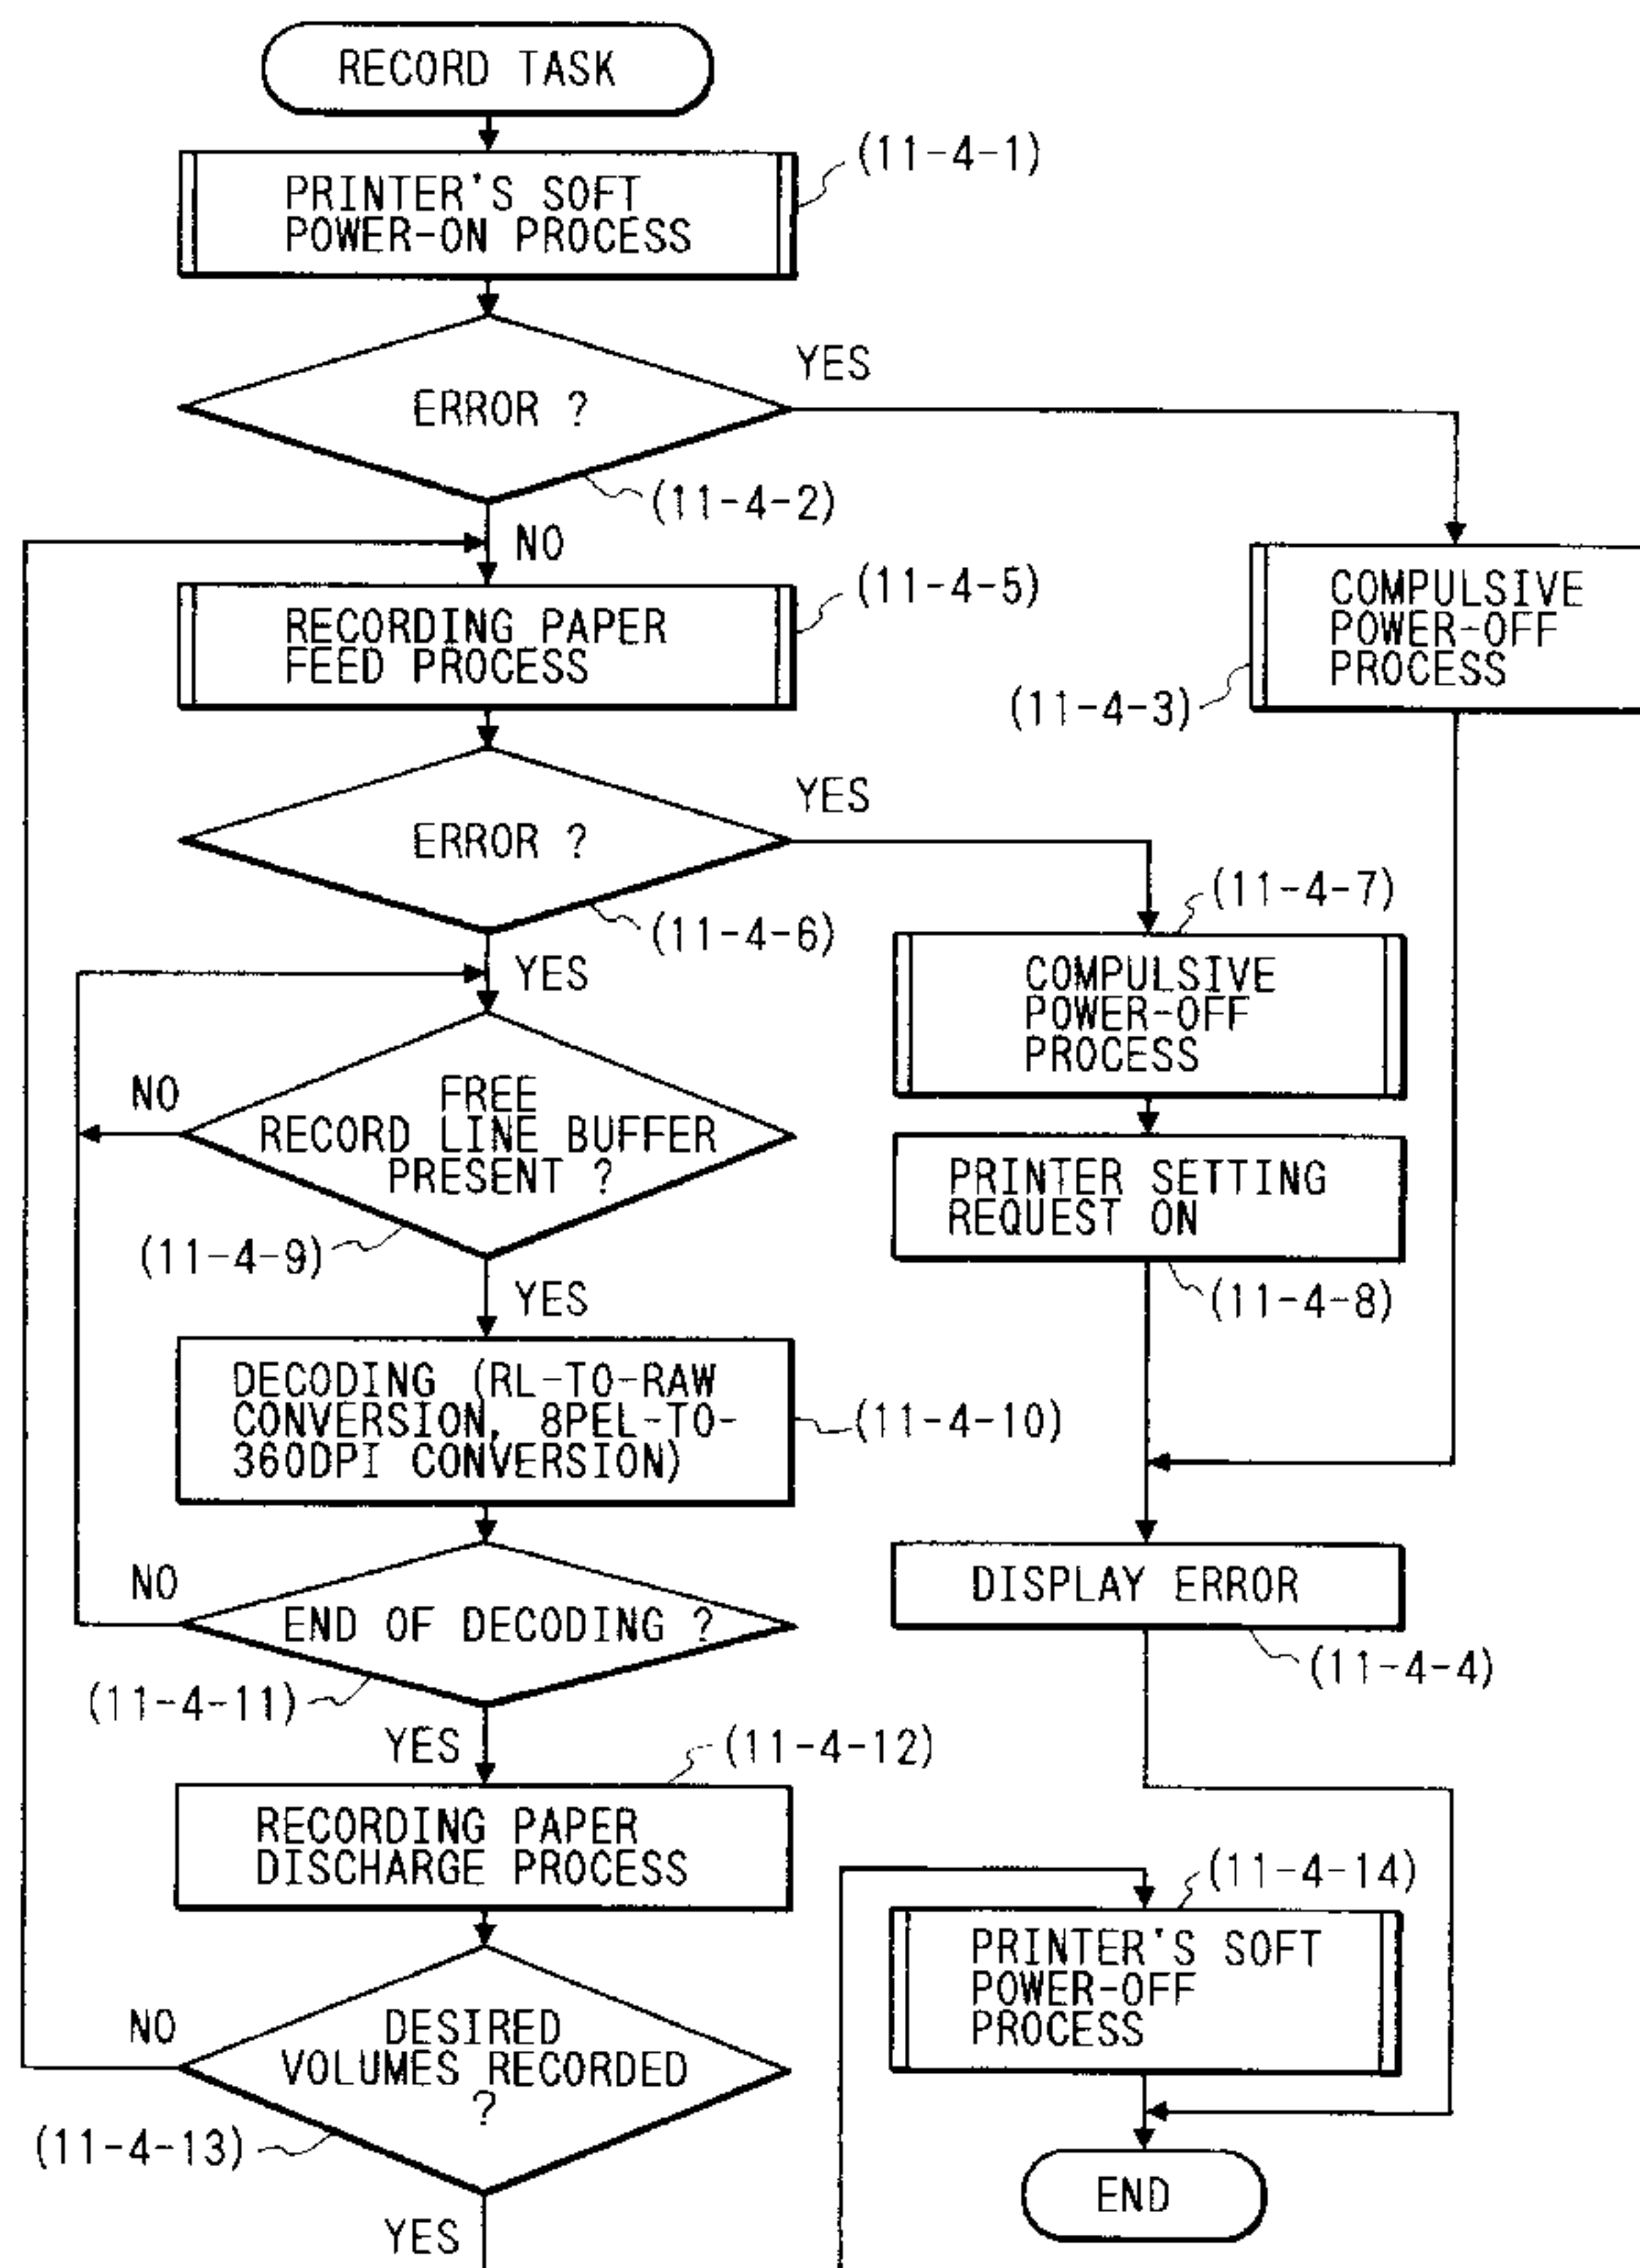 RECORD TASK
PRINTER'S SOFT
POWER-ON PROCESS
(11-4-1)
ERROR ?
YES
(11-4-2)
NO
COMPULSIVE
POWER-OFF
PROCESS
(11-4-3)
RECORDING PAPER
FEED PROCESS
(11-4-5)
ERROR ?
YES
(11-4-6)
YES
(11-4-7)
COMPULSIVE
POWER-OFF
PROCESS
FREE
RECORD LINE BUFFER
PRESENT ?
NO
(11-4-9)
YES
PRINTER SETTING
REQUEST ON
(11-4-8)
DECODING (RL-TO-RAW
CONVERSION, 8PEL-TO-
360DPI CONVERSION)
(11-4-10)
NO
END OF DECODING ?
(11-4-11)
YES
DISPLAY ERROR
(11-4-4)
(11-4-12)
RECORDING PAPER
DISCHARGE PROCESS
(11-4-14)
PRINTER'S SOFT
POWER-OFF
PROCESS
NO
DESIRED
VOLUMES RECORDED
?
(11-4-13)
YES
END